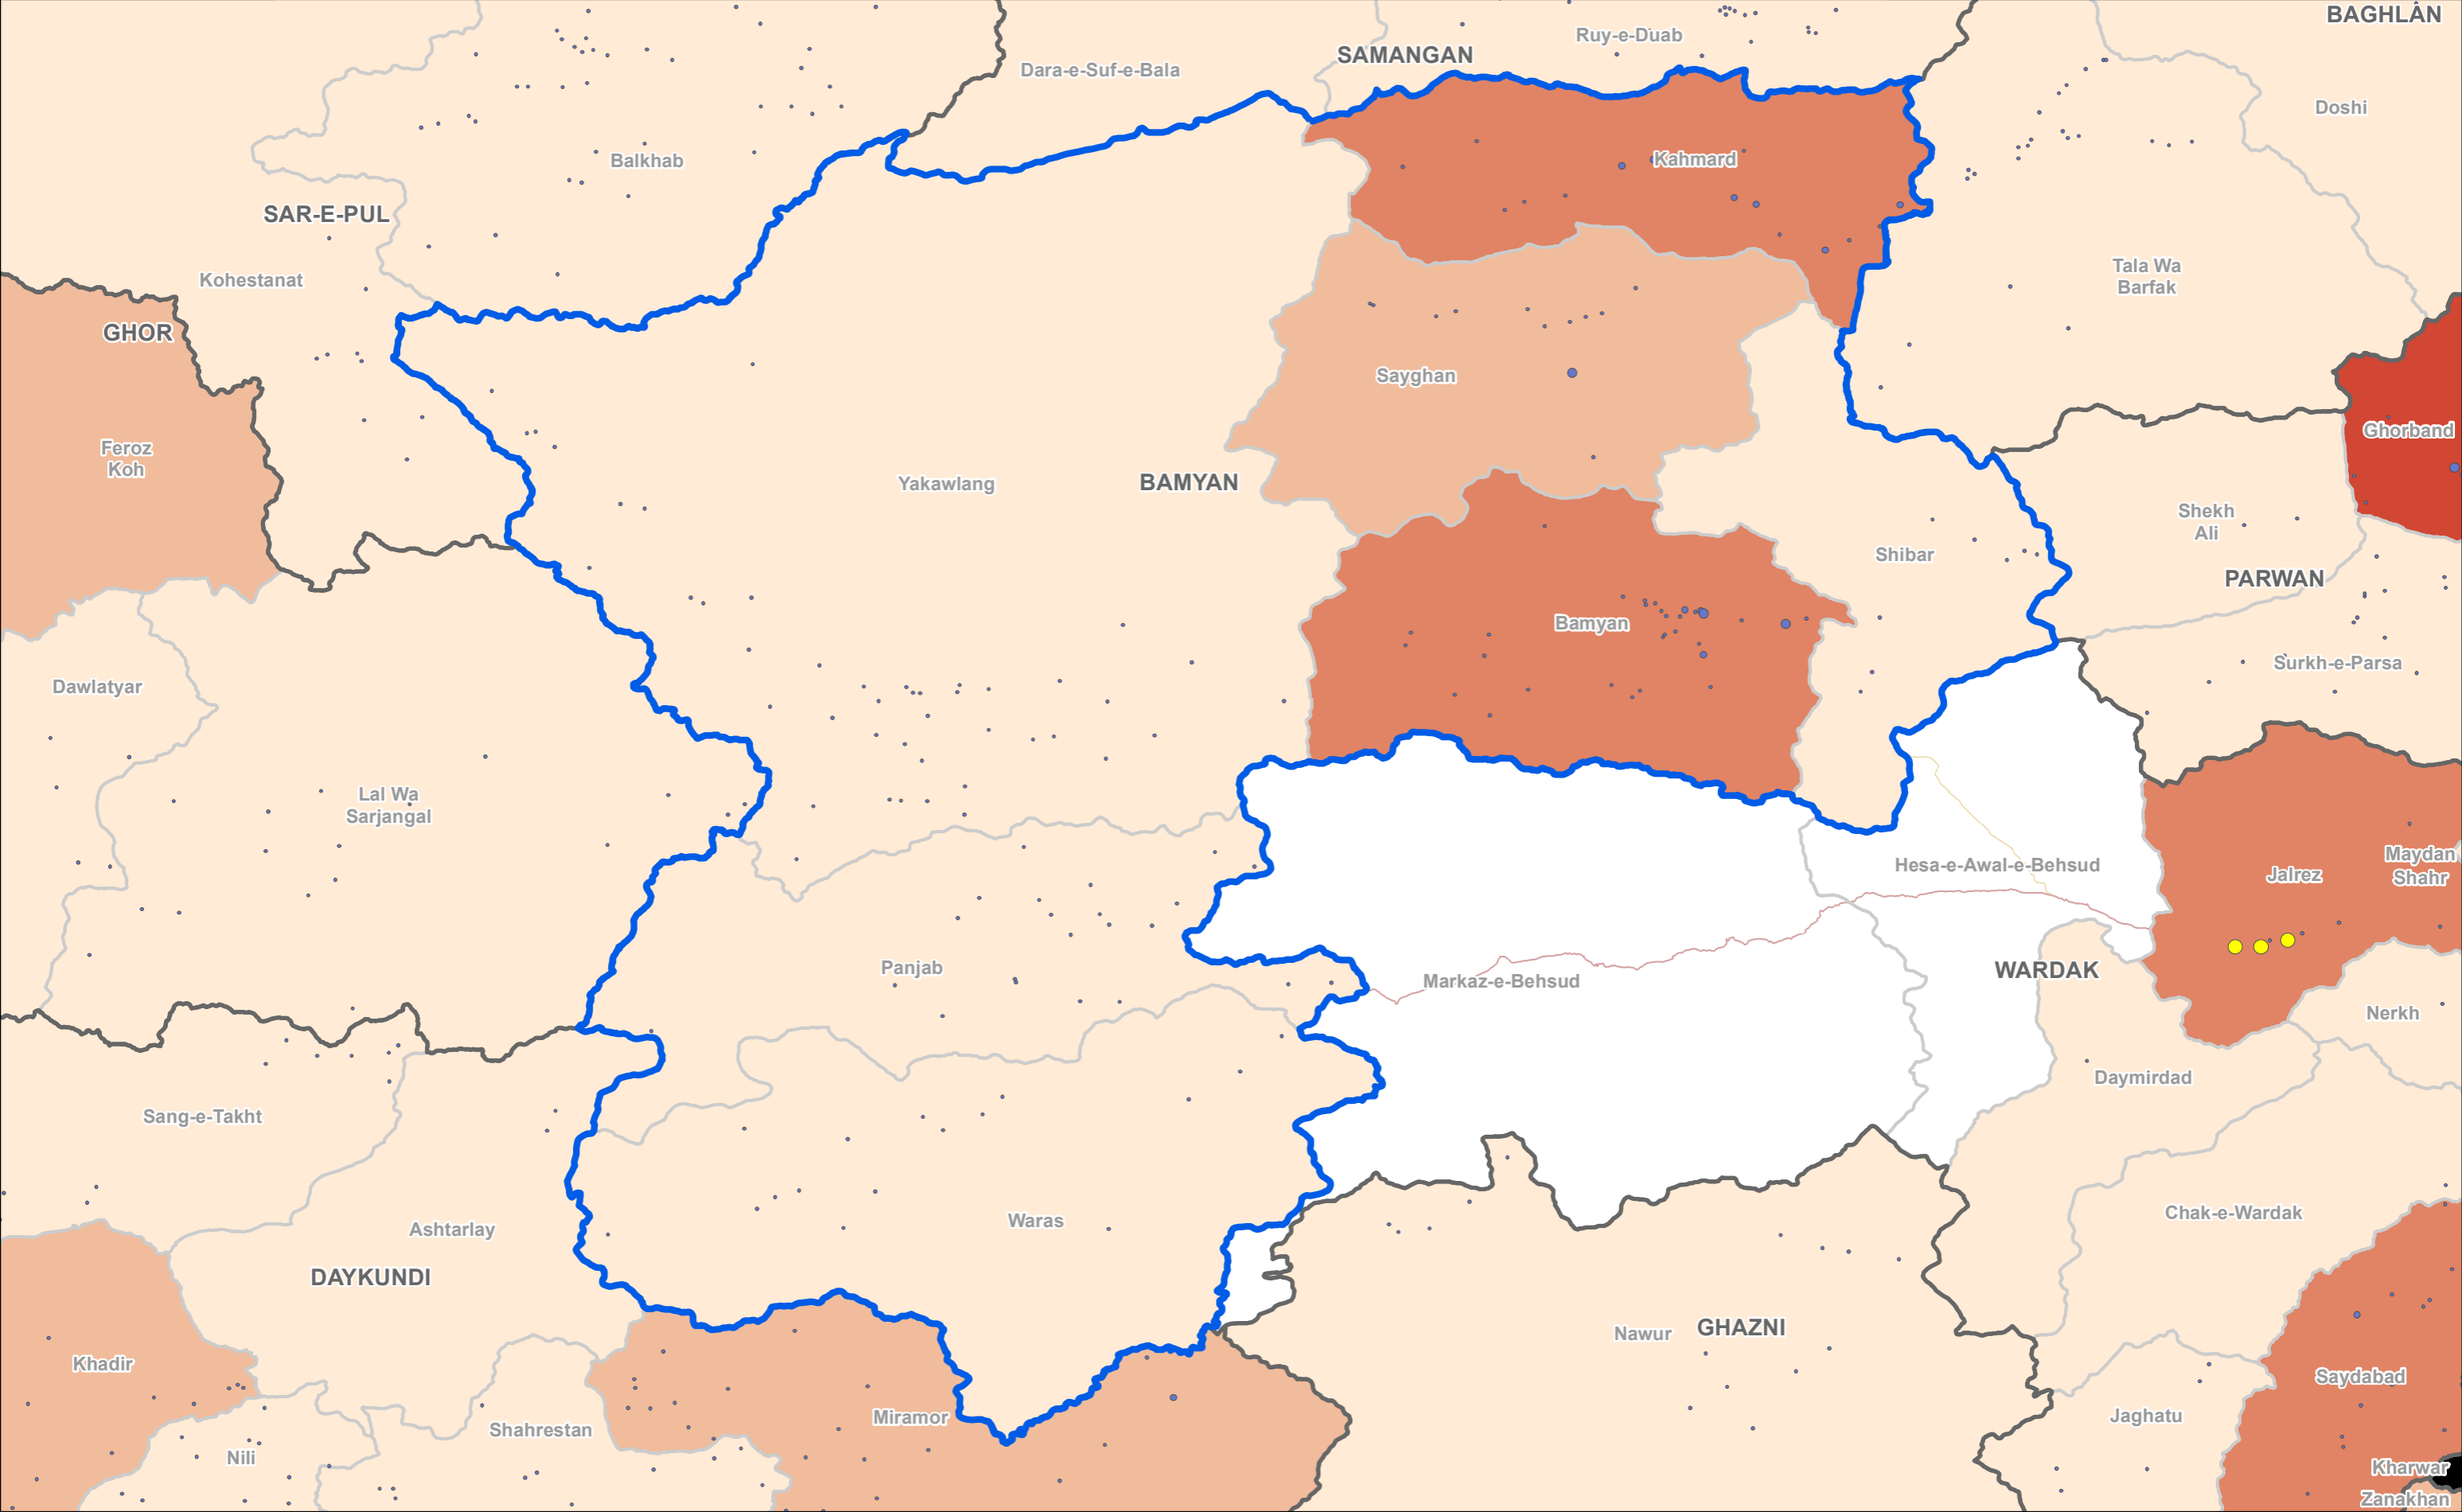 BAGHLAN
Ruy-e-Duab
SAMANGAN
Dara-e-Suf-e-Bala
Doshi
Balkhab
Kahmard
SAR-E-PUL
Kohestanat
Tala Wa
Barfak
GHOR
Sayghan
Ghorband
Feroz
Koh
Yakawlang
BAMYAN
Shekh
Ali
Shibar
PARWAN
Bamyan
Surkh-e-Parsa
Dawlatyar
Lal Wa
Sarjangal
Hesa-e-Awal-e-Behsud
Jalrez
Maydan
Shahr
Panjab
Markaz-e-Behsud
WARDAK
Nerkh
Daymirdad
Sang-e-Takht
Chak-e-Wardak
Ashtarlay
Waras
DAYKUNDI
Nawur
GHAZNI
Khadir
Saydabad
Miramor
Jaghatu
Shahrestan
Nili
Kharwar
Zanakhan